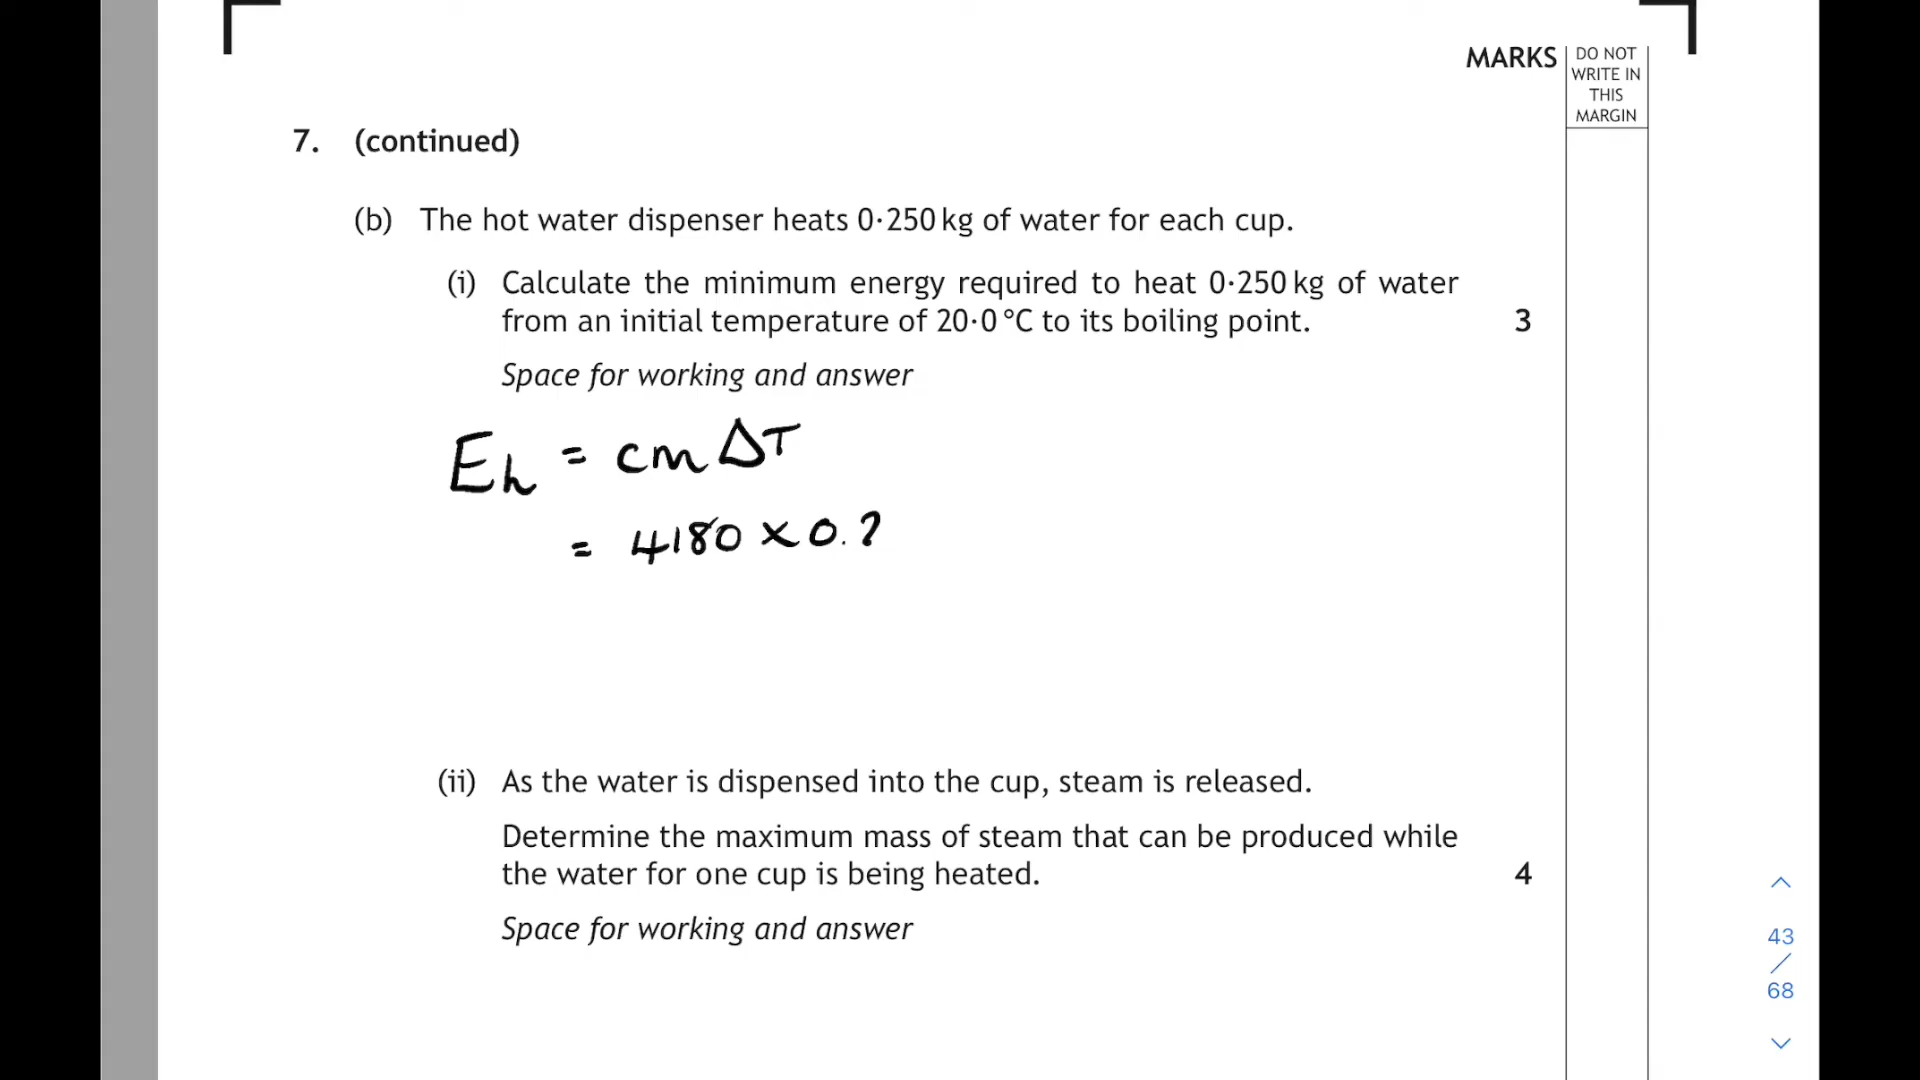 MARKS
DO NOT
WRITE IN
THIS
MARGIN
7. (continued)
(b) The hot water dispenser heats 0·250 kg of water for each cup.
(i) Calculate the minimum energy required to heat 0·250 kg of water
from an initial temperature of 20·0 °C to its boiling point. 3
Space for working and answer
Eh = cmΔT
= 4180 × 0.2
(ii) As the water is dispensed into the cup, steam is released.
Determine the maximum mass of steam that can be produced while
the water for one cup is being heated. 4
Space for working and answer
43
/
68